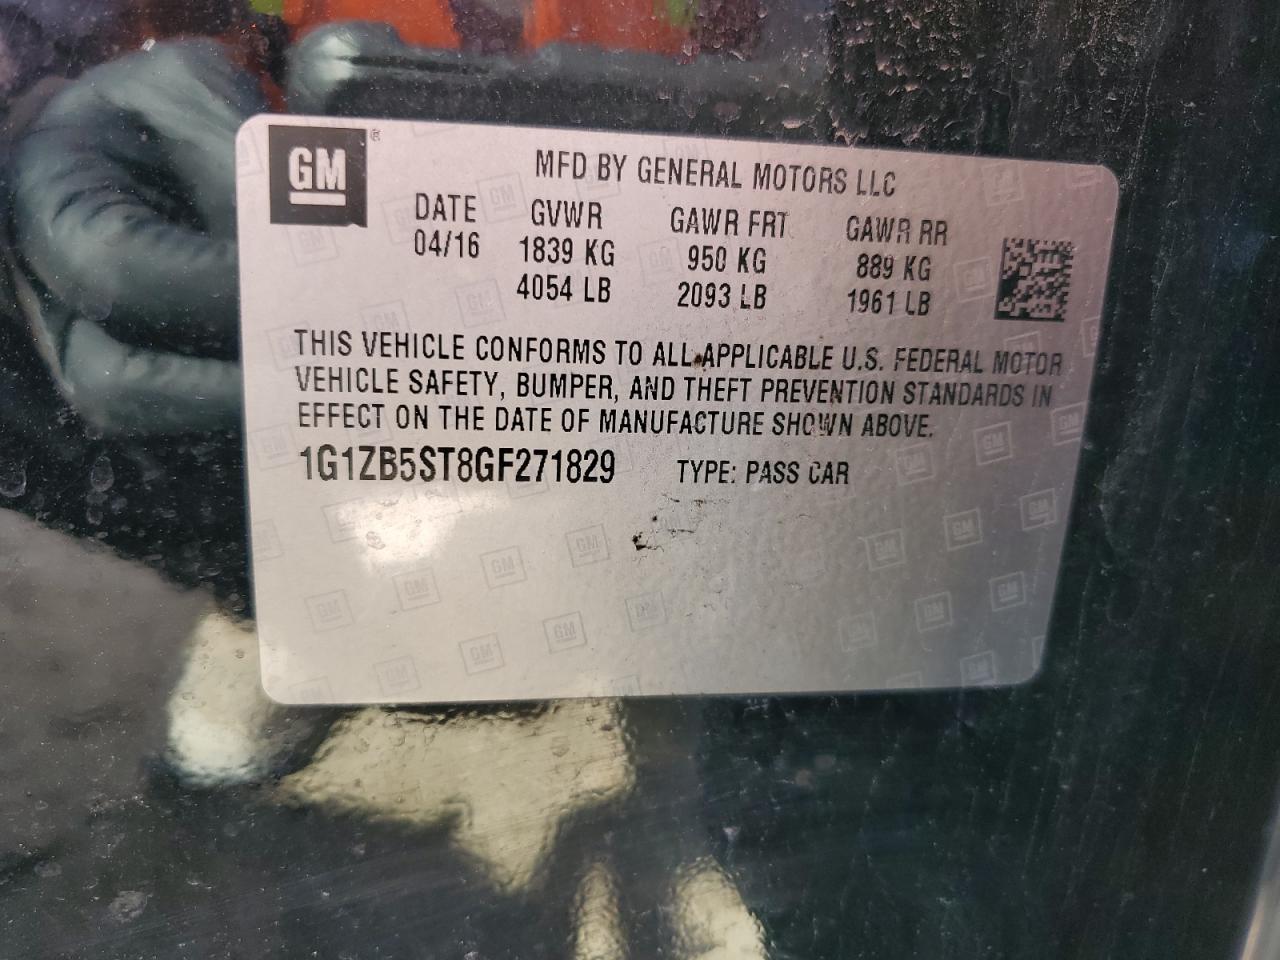 GM®
MFD BY GENERAL MOTORS LLC
DATE GVWR GAWR FRT GAWR RR
04/16 1839 KG 950 KG 889 KG
4054 LB 2093 LB 1961 LB
THIS VEHICLE CONFORMS TO ALL APPLICABLE U.S. FEDERAL MOTOR
VEHICLE SAFETY, BUMPER, AND THEFT PREVENTION STANDARDS IN
EFFECT ON THE DATE OF MANUFACTURE SHOWN ABOVE.
1G1ZB5ST8GF271829 TYPE: PASS CAR